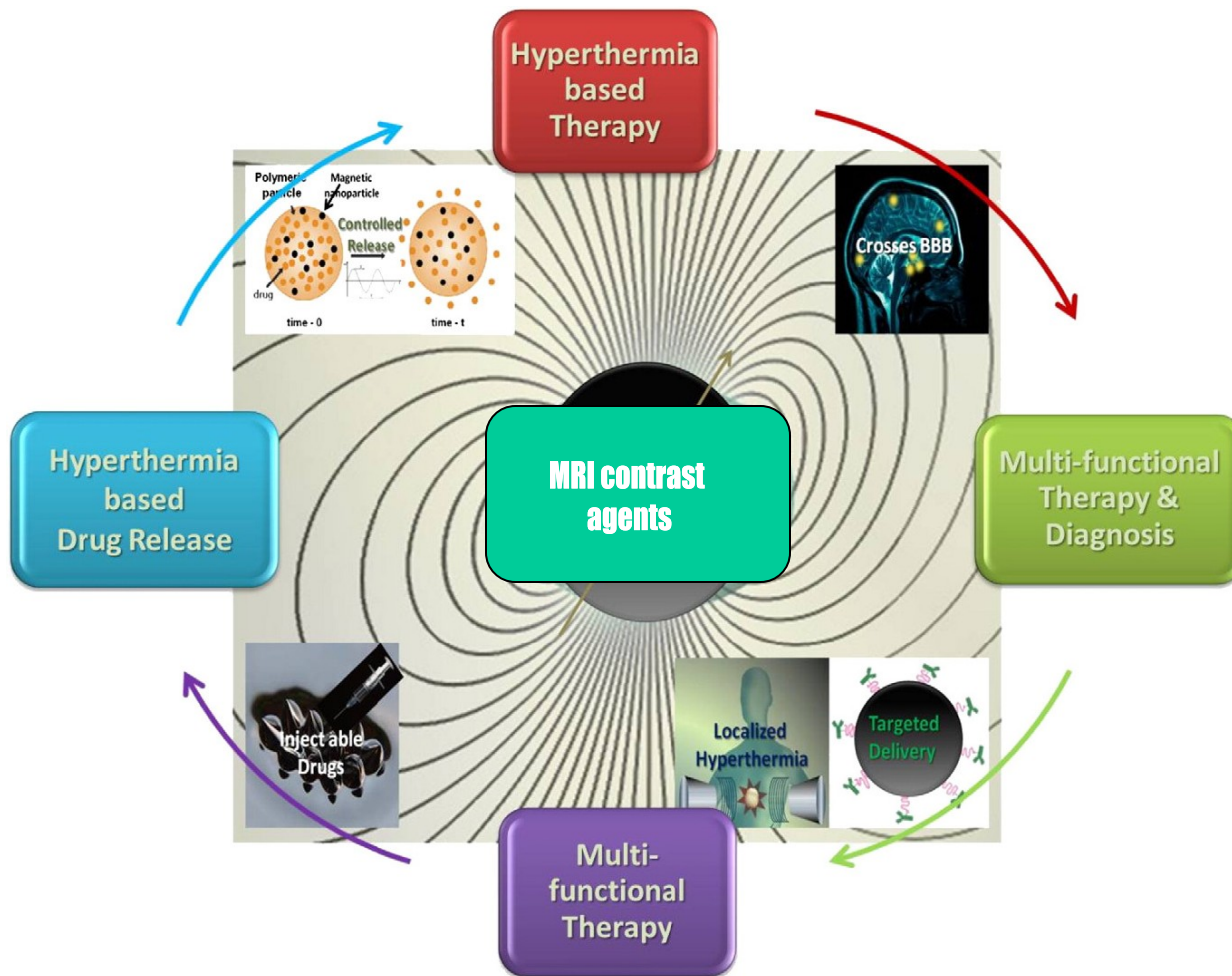 Hyperthermia
based
Therapy
Polymeric
particle
Magnetic
nanoparticle
Controlled
Release
drug
time - 0
time - t
Crosses BBB
Hyperthermia
based
Drug Release
MRI contrast
agents
Multi-functional
Therapy &
Diagnosis
Inject able
Drugs
Localized
Hyperthermia
Targeted
Delivery
Multi-
functional
Therapy